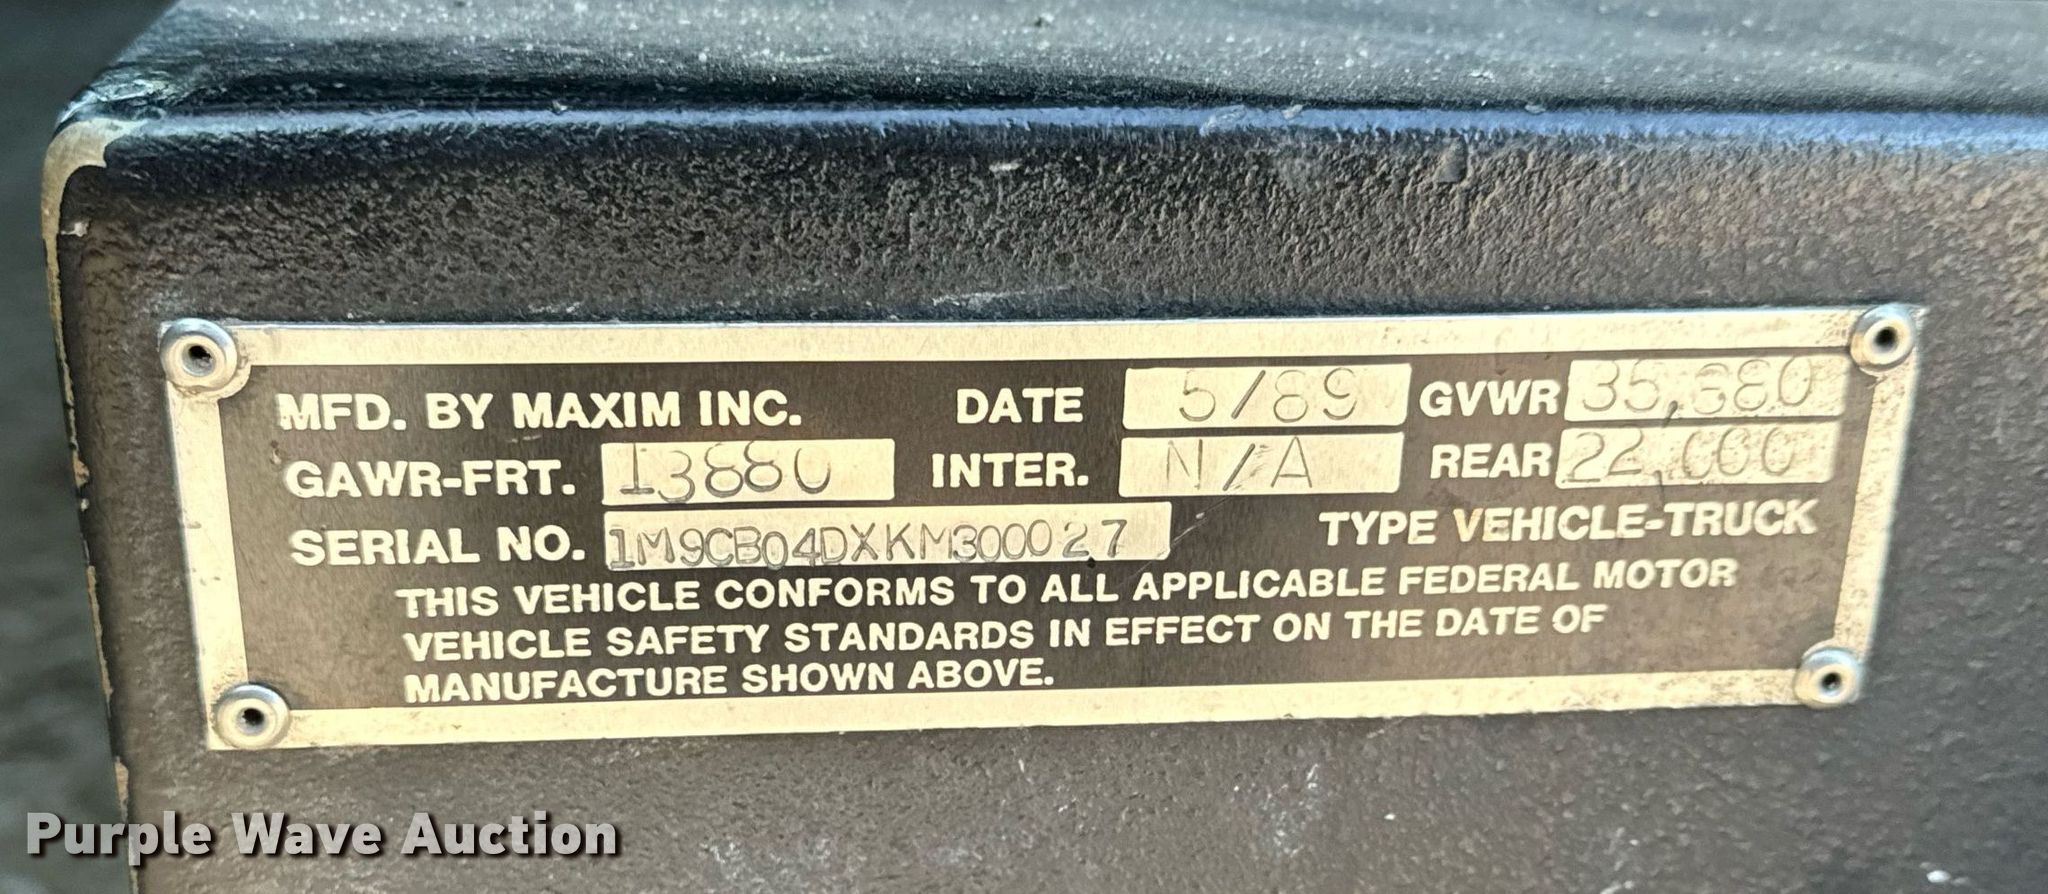 MFD. BY MAXIM INC. DATE 5/89 GVWR 35,880
GAWR-FRT. 13880 INTER. N/A REAR 22,000
SERIAL NO. 1M9CB04DXKM300027 TYPE VEHICLE-TRUCK
THIS VEHICLE CONFORMS TO ALL APPLICABLE FEDERAL MOTOR
VEHICLE SAFETY STANDARDS IN EFFECT ON THE DATE OF
MANUFACTURE SHOWN ABOVE.
Purple Wave Auction